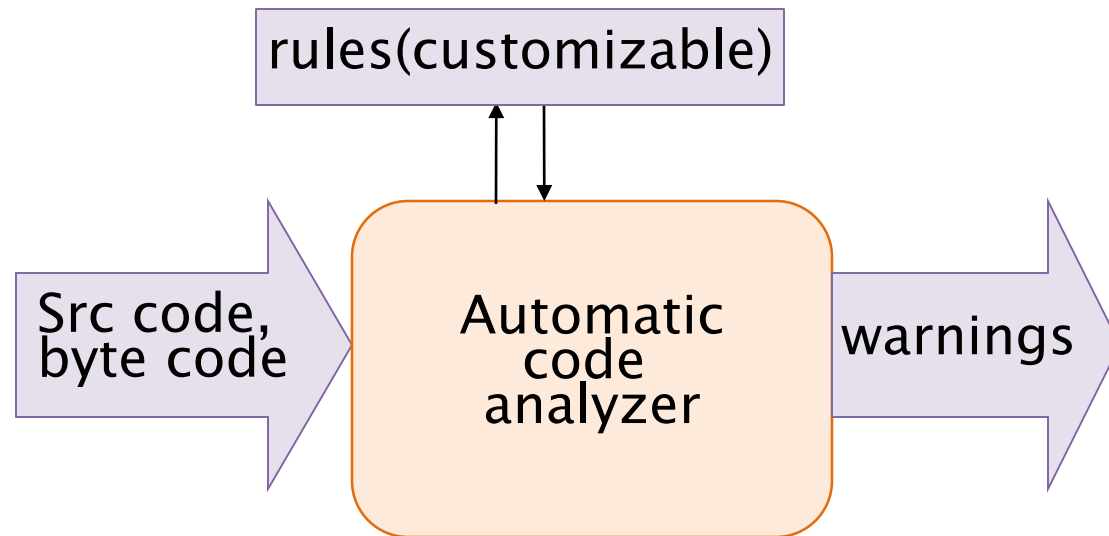 rules(customizable)
Src code,
byte code
Automatic
code
analyzer
warnings